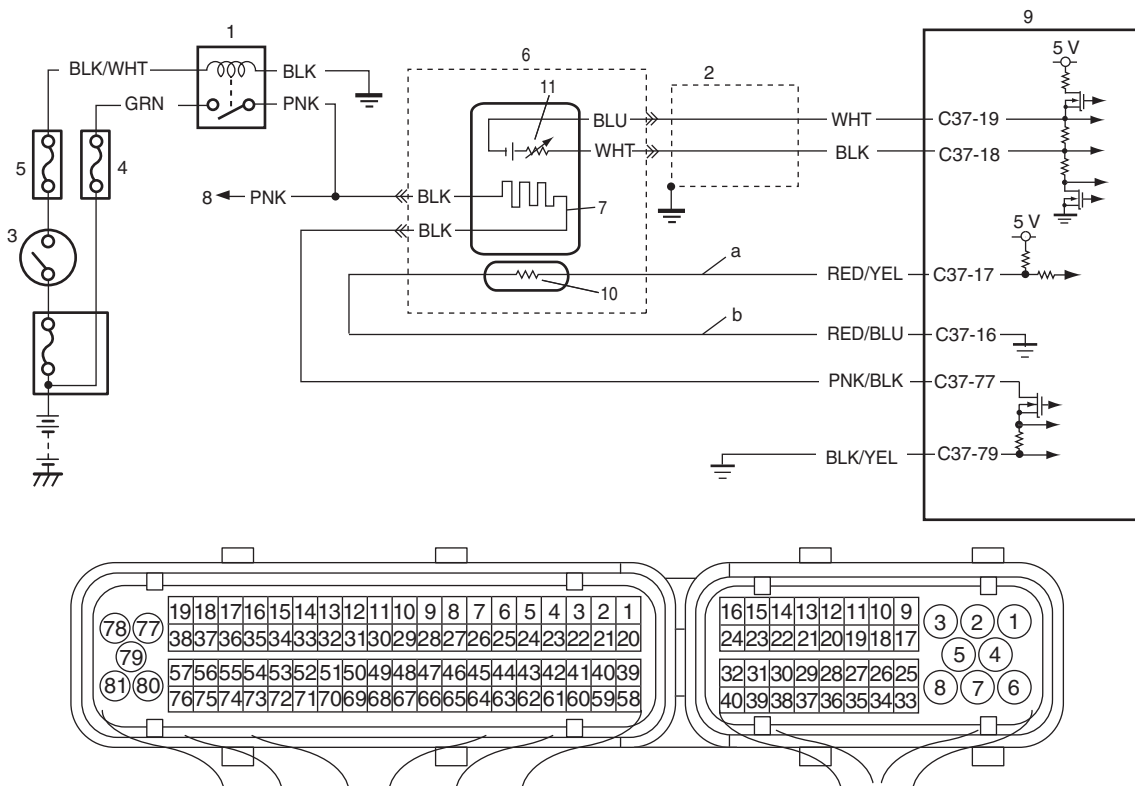 9
1
5 V
6
BLK/WHT
BLK
2
11
GRN
PNK
BLU
WHT
C37-19
WHT
BLK
C37-18
5
4
8
PNK
BLK
7
3
BLK
5 V
a
RED/YEL
C37-17
10
b
RED/BLU
C37-16
PNK/BLK
C37-77
BLK/YEL
C37-79
19 18 17 16 15 14 13 12 11 10 9 8 7 6 5 4 3 2 1
38 37 36 35 34 33 32 31 30 29 28 27 26 25 24 23 22 21 20
57 56 55 54 53 52 51 50 49 48 47 46 45 44 43 42 41 40 39
76 75 74 73 72 71 70 69 68 67 66 65 64 63 62 61 60 59 58
78 77
79
81 80
16 15 14 13 12 11 10 9
24 23 22 21 20 19 18 17
32 31 30 29 28 27 26 25
40 39 38 37 36 35 34 33
3 2 1
5 4
8 7 6